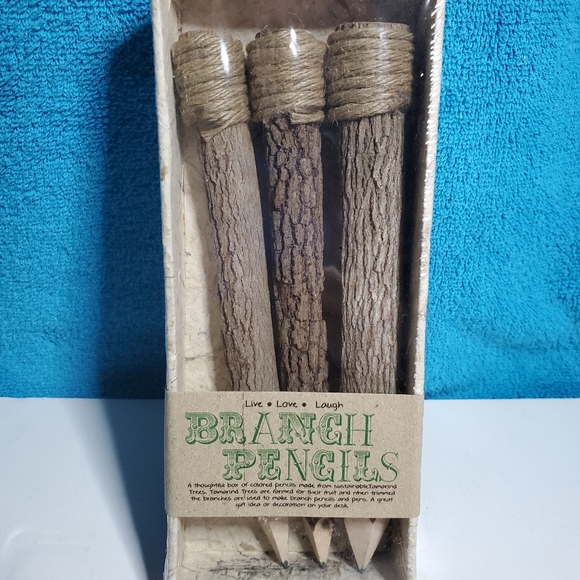 Live • Love • Laugh
BRANCH
PENCILS
A thoughtful box of colored pencils made from sustainable,Tamarind
Trees. Tamarind Trees are formed for their fruit and when trimmed
the branches are used to make branch pencils and pens. A great
gift idea or decoration on your desk.